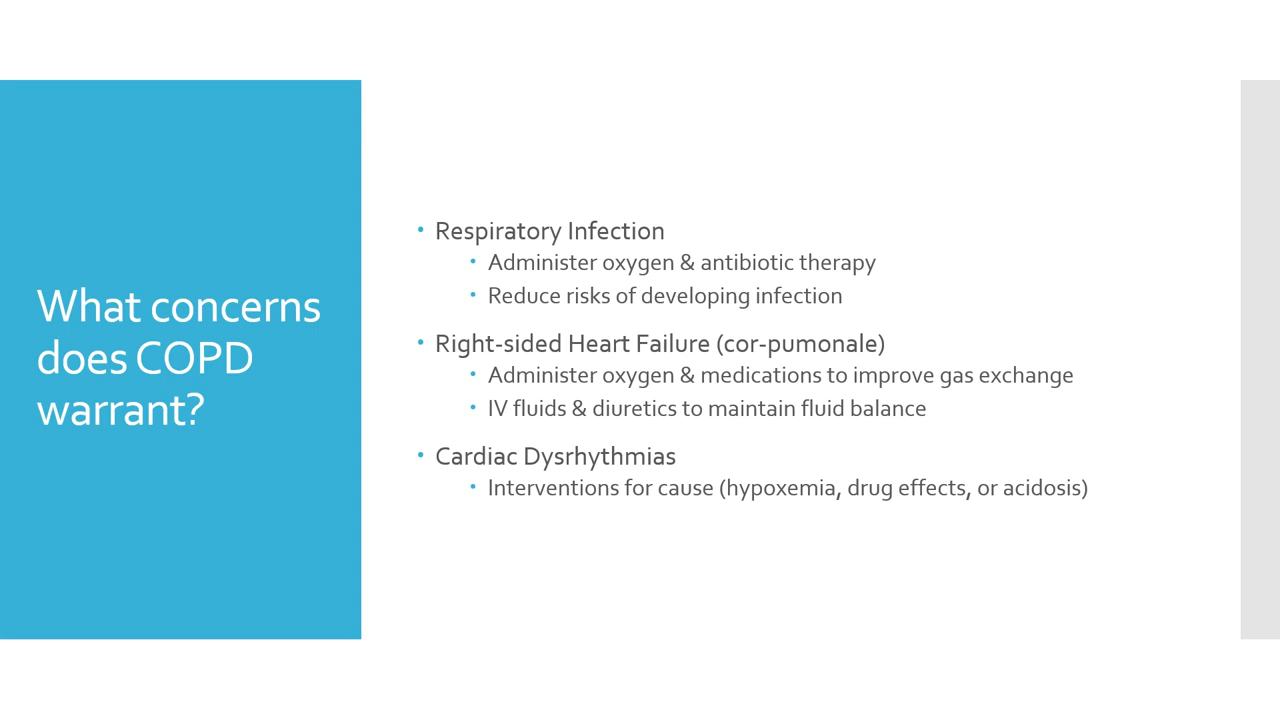 What concerns
does COPD
warrant?
• Respiratory Infection
• Administer oxygen & antibiotic therapy
• Reduce risks of developing infection
• Right-sided Heart Failure (cor-pumonale)
• Administer oxygen & medications to improve gas exchange
• IV fluids & diuretics to maintain fluid balance
• Cardiac Dysrhythmias
• Interventions for cause (hypoxemia, drug effects, or acidosis)